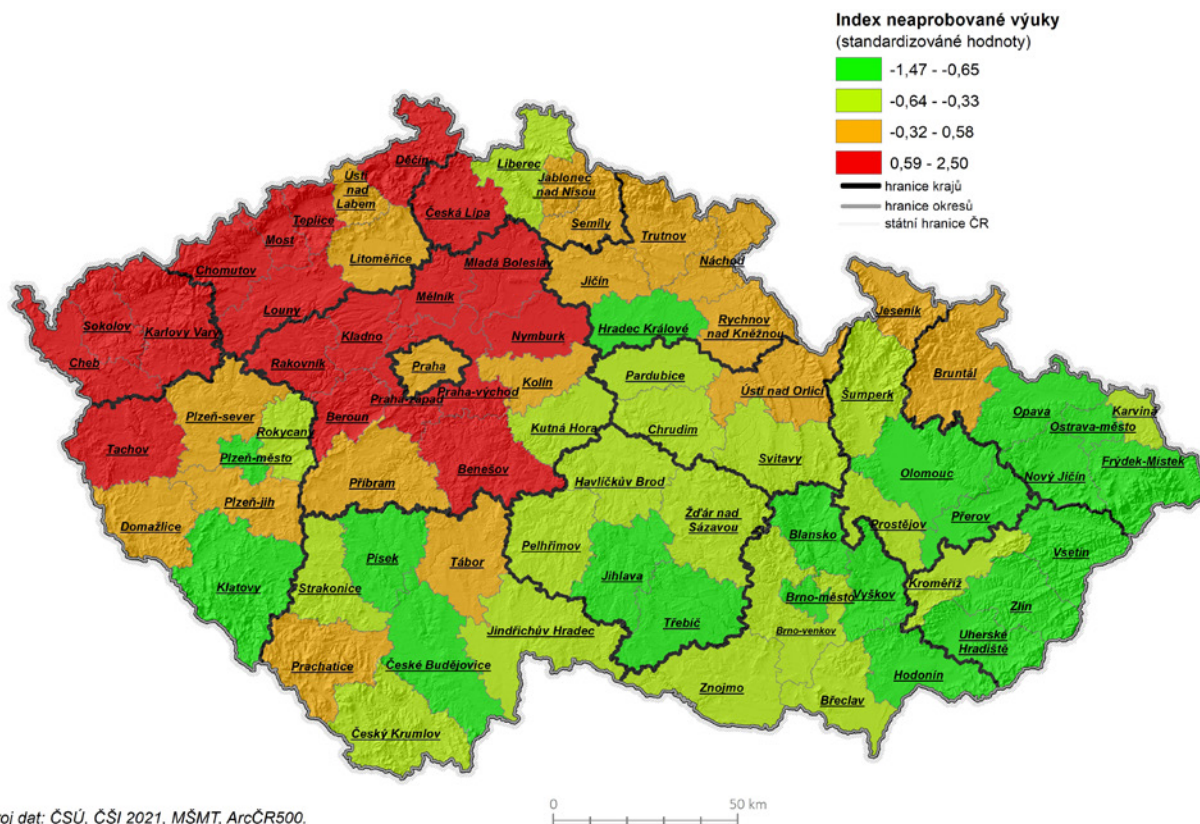 Index neaprobované výuky
(standardizováné hodnoty)
-1,47 - -0,65
-0,64 - -0,33
-0,32 - 0,58
0,59 - 2,50
hranice krajů
hranice okresů
státní hranice ČR
Děčín
Liberec
Ústí
nad
Labem
Jablonec
nad Nisou
Česká Lípa
Teplice
Semily
Most
Trutnov
Litoměřice
Náchod
Mladá Boleslav
Chomutov
Jičín
Mělník
Louny
Jeseník
Sokolov
Karlovy Vary
Kladno
Nymburk
Hradec Králové
Rychnov
nad Kněžnou
Cheb
Rakovník
Praha
Kolín
Pardubice
Bruntál
Praha-západ
Praha-východ
Ústí nad Orlicí
Šumperk
Plzeň-sever
Beroun
Opava
Karviná
Rokycany
Kutná Hora
Chrudim
Ostrava-město
Tachov
Plzeň-město
Svitavy
Frýdek-Místek
Benešov
Olomouc
Nový Jičín
Příbram
Havlíčkův Brod
Plzeň-jih
Domažlice
Žďár nad
Sázavou
Prostějov
Přerov
Blansko
Pelhřimov
Vsetín
Písek
Tábor
Jihlava
Klatovy
Strakonice
Brno-město
Vyškov
Kroměříž
Zlín
Třebíč
Jindřichův Hradec
Brno-venkov
Uherské
Hradiště
Prachatice
České Budějovice
Hodonín
Znojmo
Břeclav
Český Krumlov
0 50 km
roj dat: ČSÚ, ČŠI 2021, MŠMT, ArcČR500.